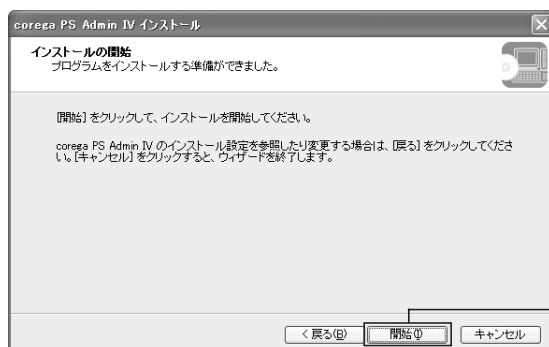 corega PS Admin IV インストール
インストールの開始
プログラムをインストールする準備ができました。
[開始] をクリックして、インストールを開始してください。
corega PS Admin IV のインストール設定を参照したり変更する場合は、[戻る] をクリックしてくださ
い。[キャンセル] をクリックすると、ウィザードを終了します。
< 戻る(B)
開始(I)
キャンセル